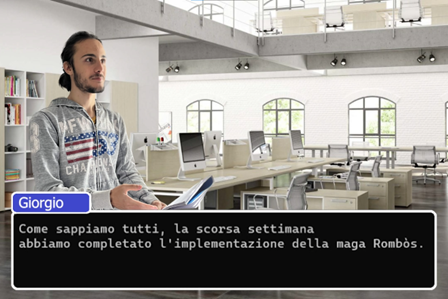 Giorgio
Come sappiamo tutti, la scorsa settimana
abbiamo completato l'implementazione della maga Rombòs.